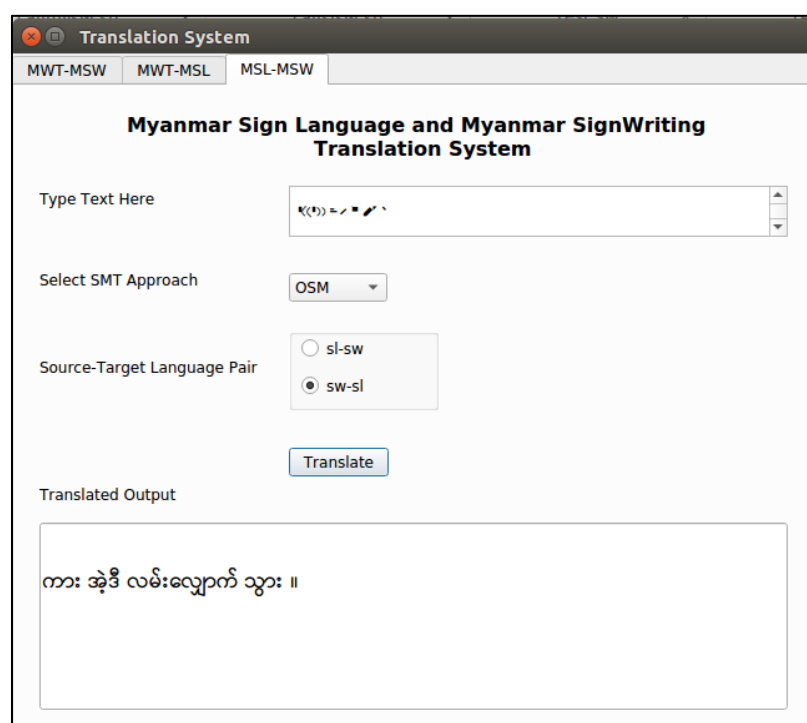 Translation System
MWT-MSW MWT-MSL MSL-MSW
Myanmar Sign Language and Myanmar SignWriting
Translation System
Type Text Here
Select SMT Approach
OSM
sl-sw
Source-Target Language Pair
sw-sl
Translate
Translated Output
ကား အဲ့ဒီ လမ်းလျှောက် သွား ။